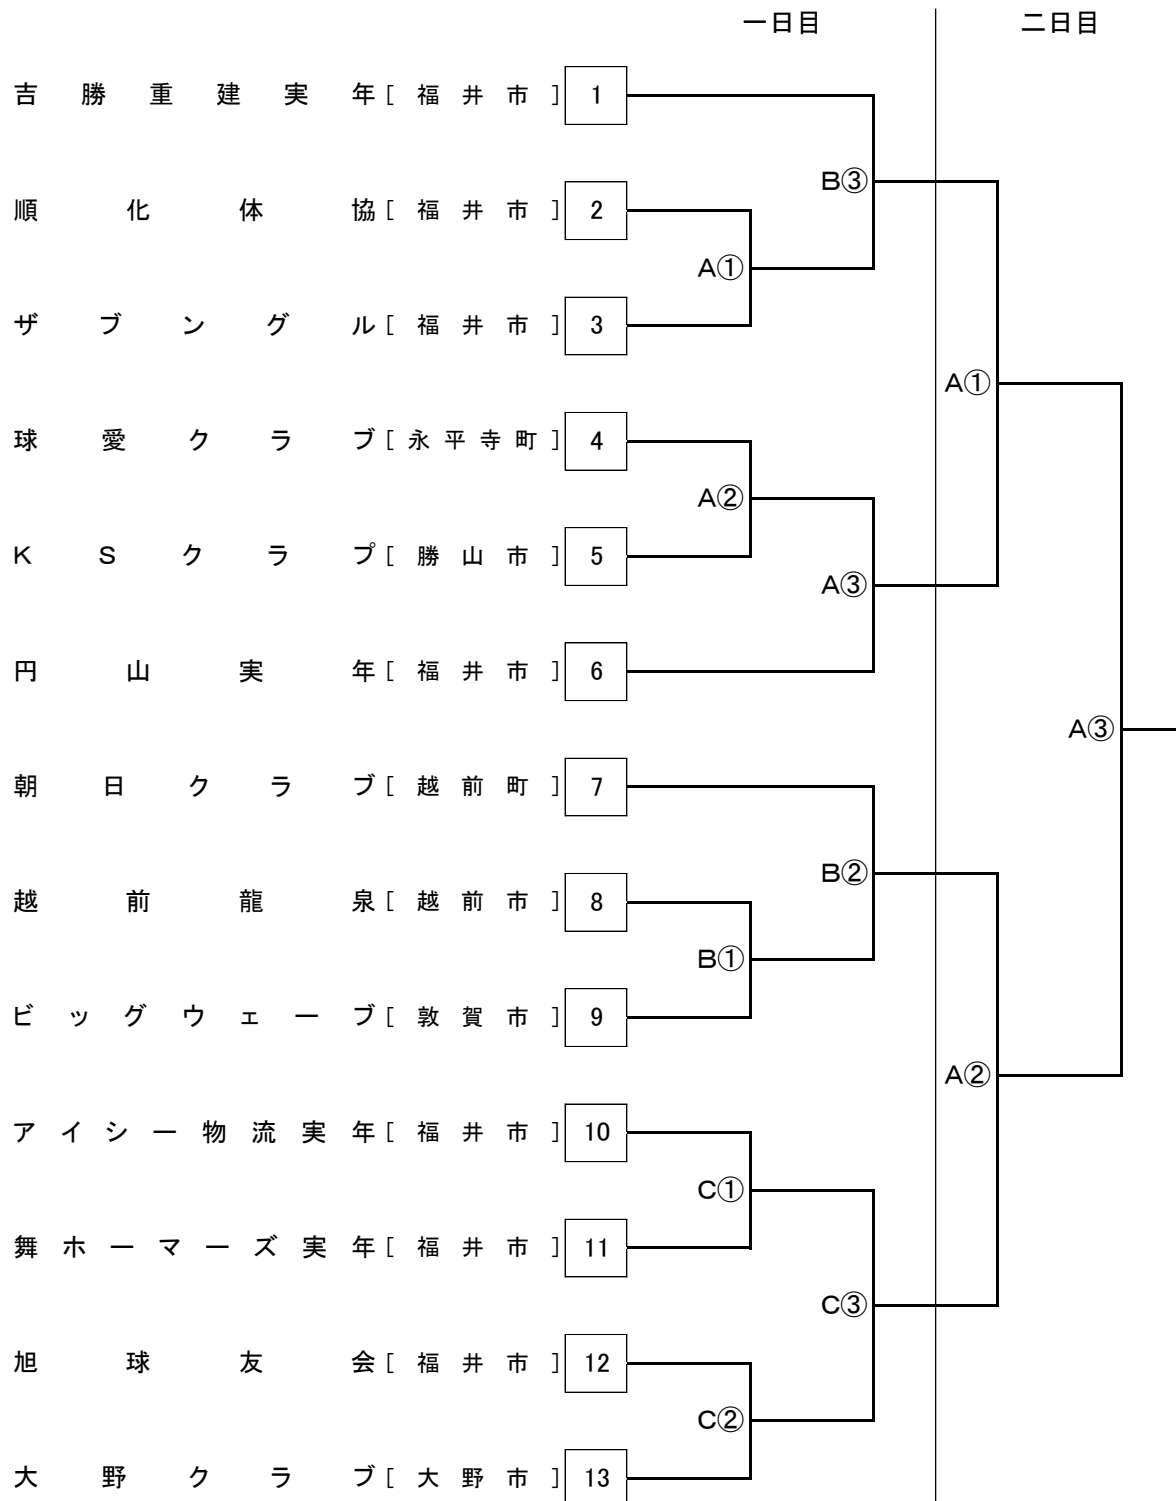 一日目 二日目
吉勝重建実年[福井市] 1
B③
順化体協[福井市] 2
A①
ザブングル[福井市] 3
A①
球愛クラブ[永平寺町] 4
A②
KSクラプ[勝山市] 5
A③
円山実年[福井市] 6
A③
朝日クラブ[越前町] 7
B②
越前龍泉[越前市] 8
B①
ビッグウェーブ[敦賀市] 9
A②
アイシー物流実年[福井市] 10
C①
舞ホーマーズ実年[福井市] 11
C③
旭球友会[福井市] 12
C②
大野クラブ[大野市] 13